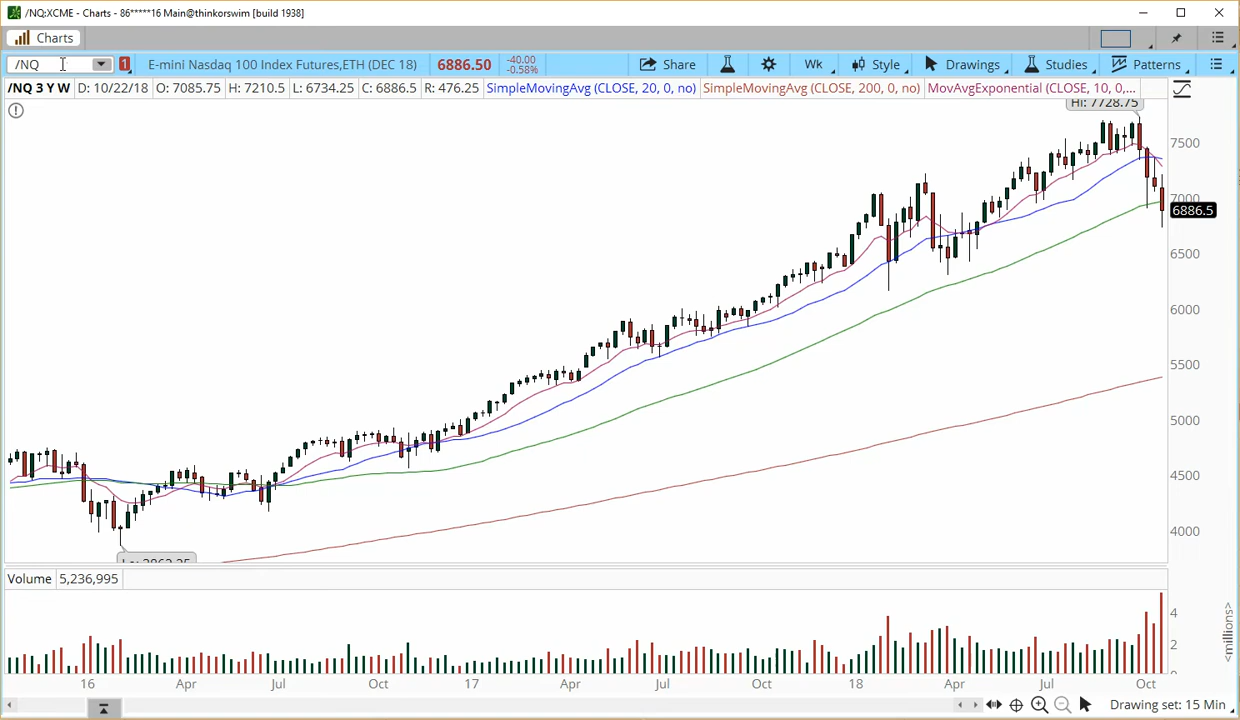 /NQ:XCME - Charts - 86*****16 Main@thinkorswim [build 1938]
Charts
/NQ 1 E-mini Nasdaq 100 Index Futures,ETH (DEC 18) 6886.50 -40.00 -0.58% Share Wk Style Drawings Studies Patterns
/NQ 3 Y W D: 10/22/18 O: 7085.75 H: 7210.5 L: 6734.25 C: 6886.5 R: 476.25 SimpleMovingAvg (CLOSE, 20, 0, no) SimpleMovingAvg (CLOSE, 200, 0, no) MovAvgExponential (CLOSE, 10, 0,...
Hi: 7728.75
7500
7000
6886.5
6500
6000
5500
5000
4500
4000
Volume 5,236,995
4
2
0
<millions>
16 Apr Jul Oct 17 Apr Jul Oct 18 Apr Jul Oct
Drawing set: 15 Min